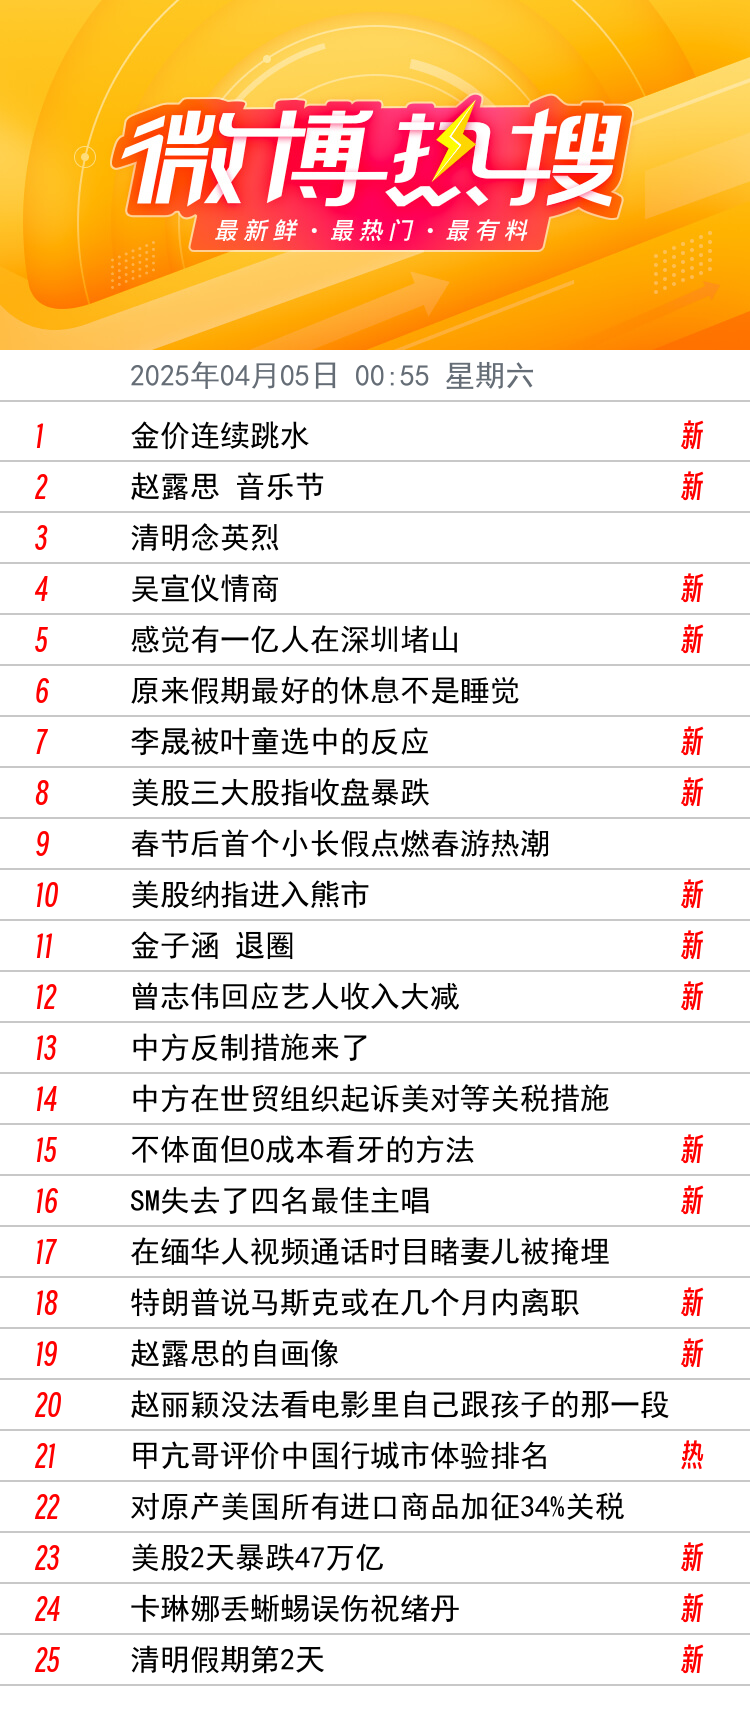 微博热搜
最新鲜·最热门·最有料
2025年04月05日 00:55 星期六
1 金价连续跳水 新
2 赵露思 音乐节 新
3 清明念英烈
4 吴宣仪情商 新
5 感觉有一亿人在深圳堵山 新
6 原来假期最好的休息不是睡觉
7 李晟被叶童选中的反应 新
8 美股三大股指收盘暴跌 新
9 春节后首个小长假点燃春游热潮
10 美股纳指进入熊市 新
11 金子涵 退圈 新
12 曾志伟回应艺人收入大减 新
13 中方反制措施来了
14 中方在世贸组织起诉美对等关税措施
15 不体面但0成本看牙的方法 新
16 SM失去了四名最佳主唱 新
17 在缅华人视频通话时目睹妻儿被掩埋
18 特朗普说马斯克或在几个月内离职 新
19 赵露思的自画像 新
20 赵丽颖没法看电影里自己跟孩子的那一段
21 甲亢哥评价中国行城市体验排名 热
22 对原产美国所有进口商品加征34%关税
23 美股2天暴跌47万亿 新
24 卡琳娜丢蜥蜴误伤祝绪丹 新
25 清明假期第2天 新